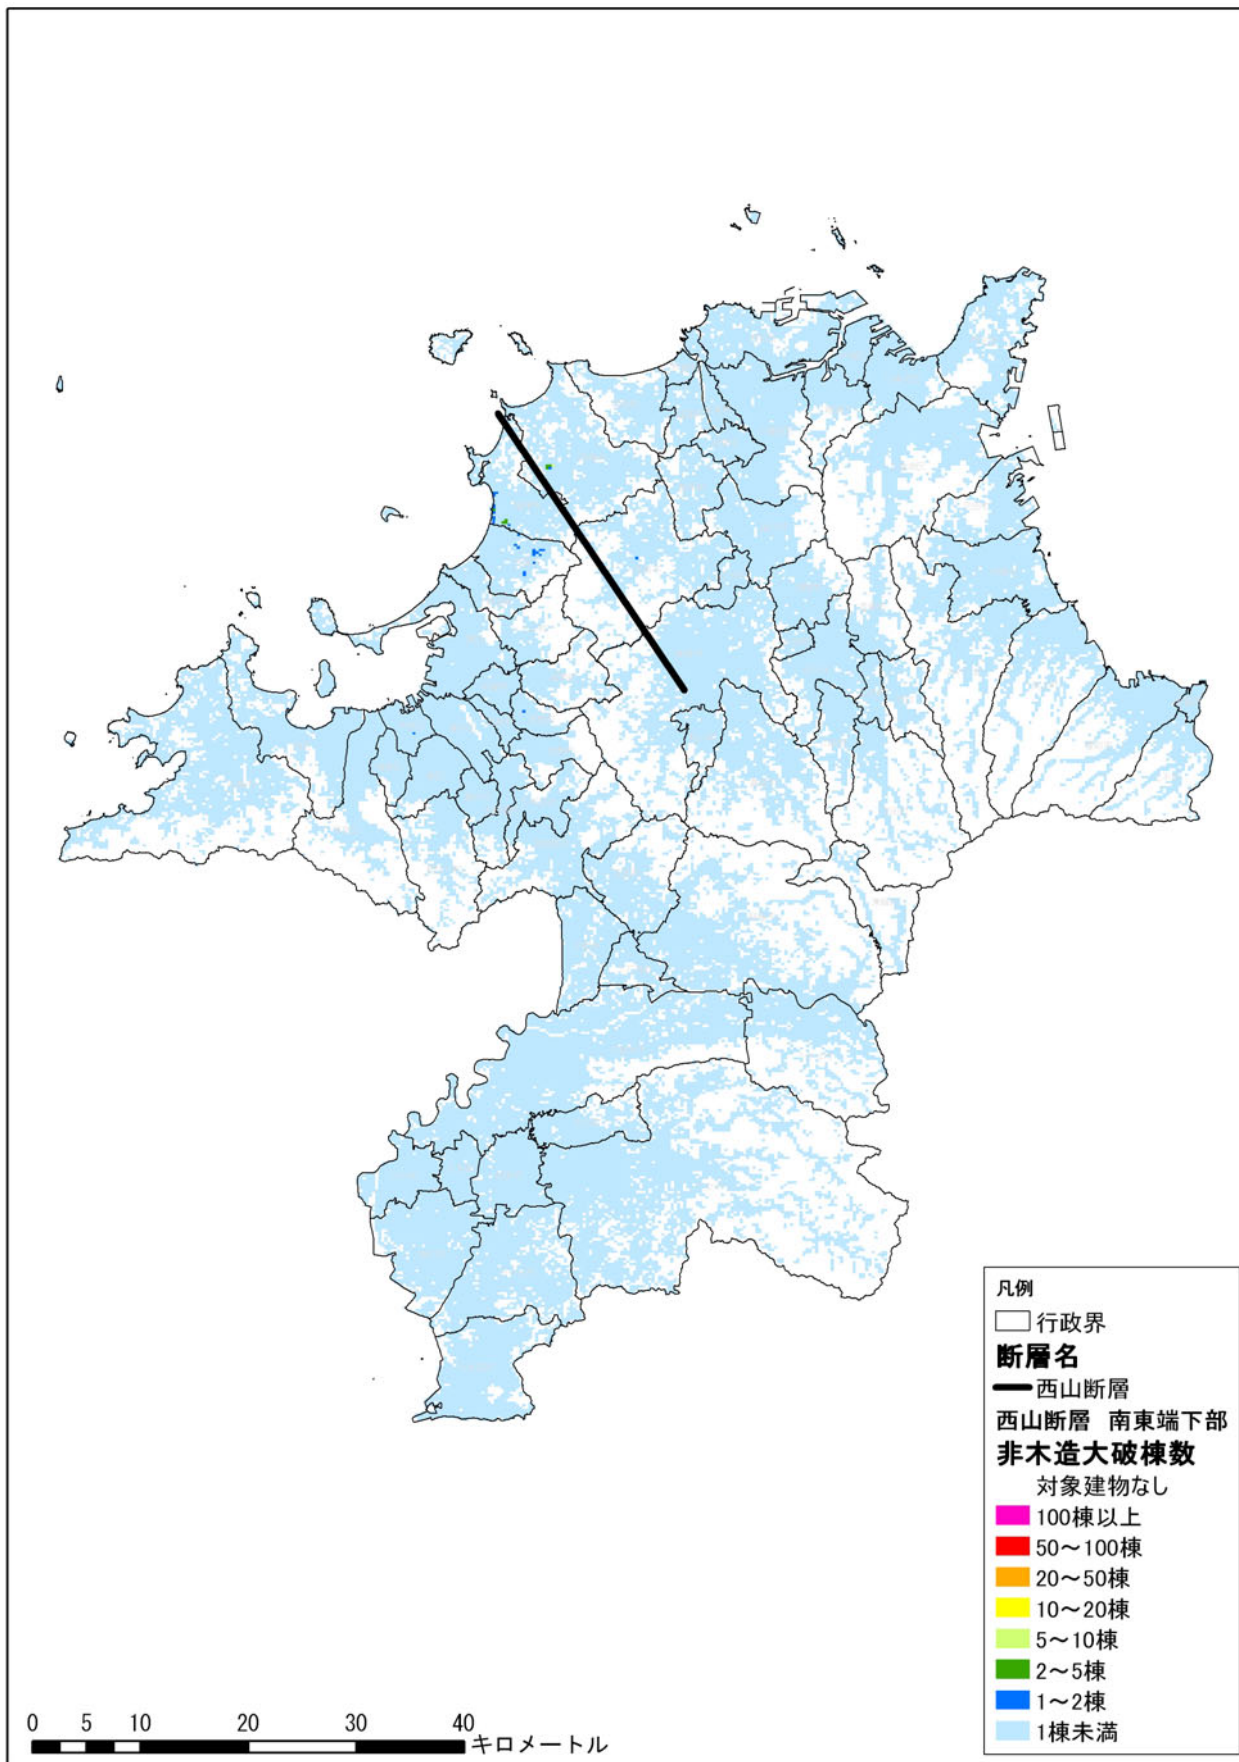 凡例
行政界
断層名
西山断層
西山断層 南東端下部
非木造大破棟数
対象建物なし
100棟以上
50～100棟
20～50棟
10～20棟
5～10棟
2～5棟
1～2棟
1棟未満
0 5 10 20 30 40
キロメートル